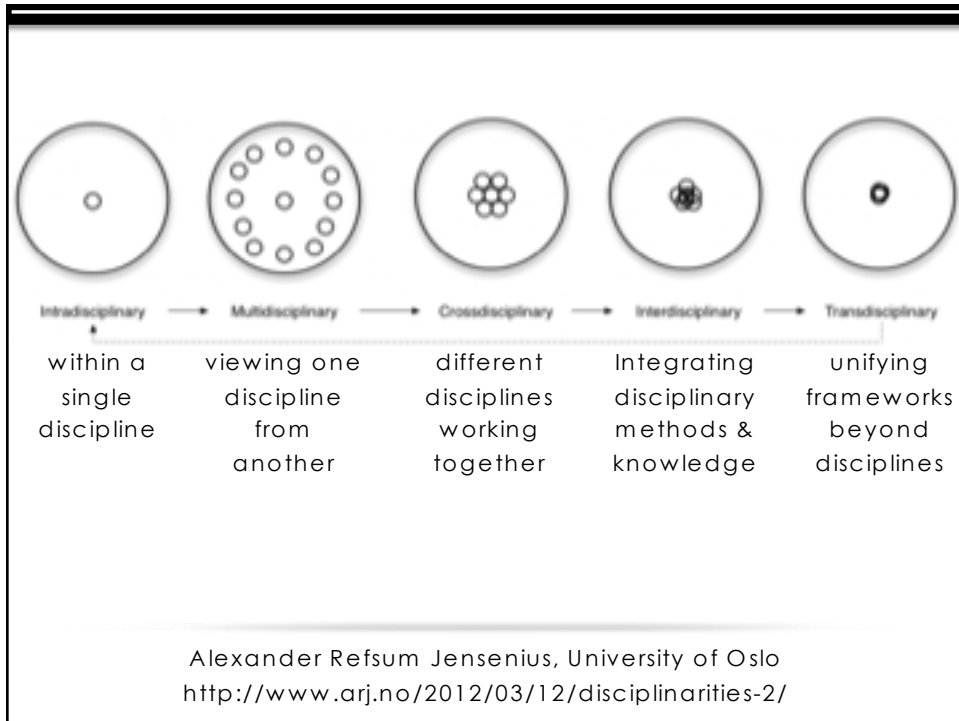 Intradisciplinary Multidisciplinary Crossdisciplinary Interdisciplinary Transdisciplinary
within a
single
discipline
viewing one
discipline
from
another
different
disciplines
working
together
Integrating
disciplinary
methods &
knowledge
unifying
frameworks
beyond
disciplines
Alexander Refsum Jensenius, University of Oslo
http://www.arj.no/2012/03/12/disciplinarities-2/